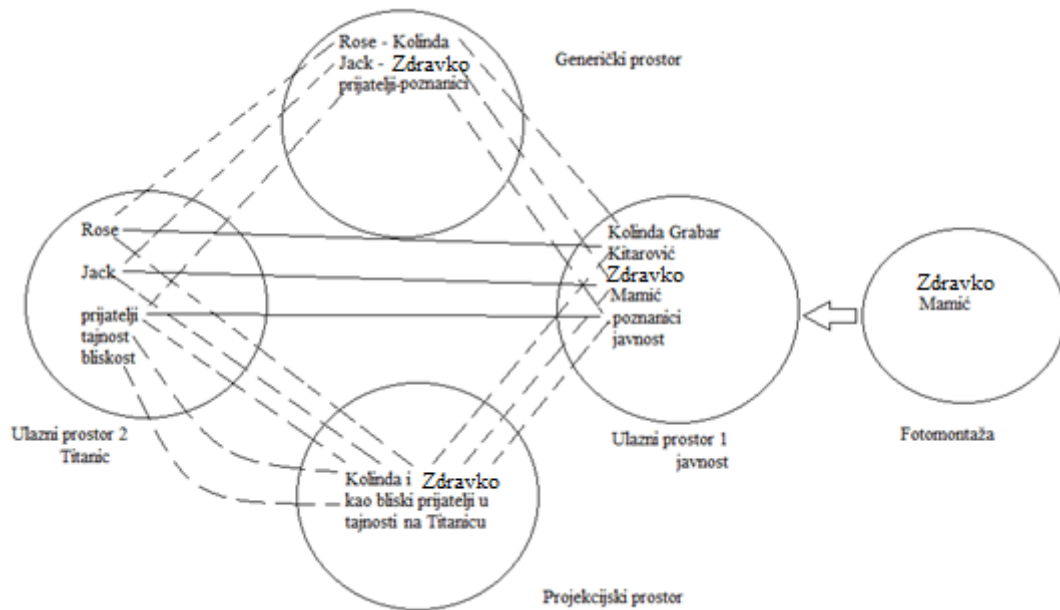 Rose - Kolinda
Jack - Zdravko
prijatelji-poznanici
Generički prostor
Rose
Jack
prijatelji
tajnost
bliskost
Ulazni prostor 2
Titanic
Kolinda Grabar
Kitarović
Zdravko
Mamić
poznanici
javnost
Ulazni prostor 1
javnost
Zdravko
Mamić
Fotomontaža
Kolinda i Zdravko
kao bliski prijatelji u
tajnosti na Titanicu
Projekcijski prostor